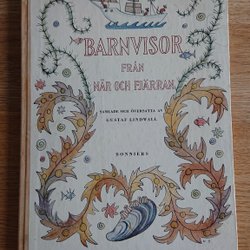 BARNVISOR
FRÅN
NÄR OCH FJÄRRAN
SAMLADE OCH ÖVERSATTA AV
GUSTAF LINDWALL
BONNIERS